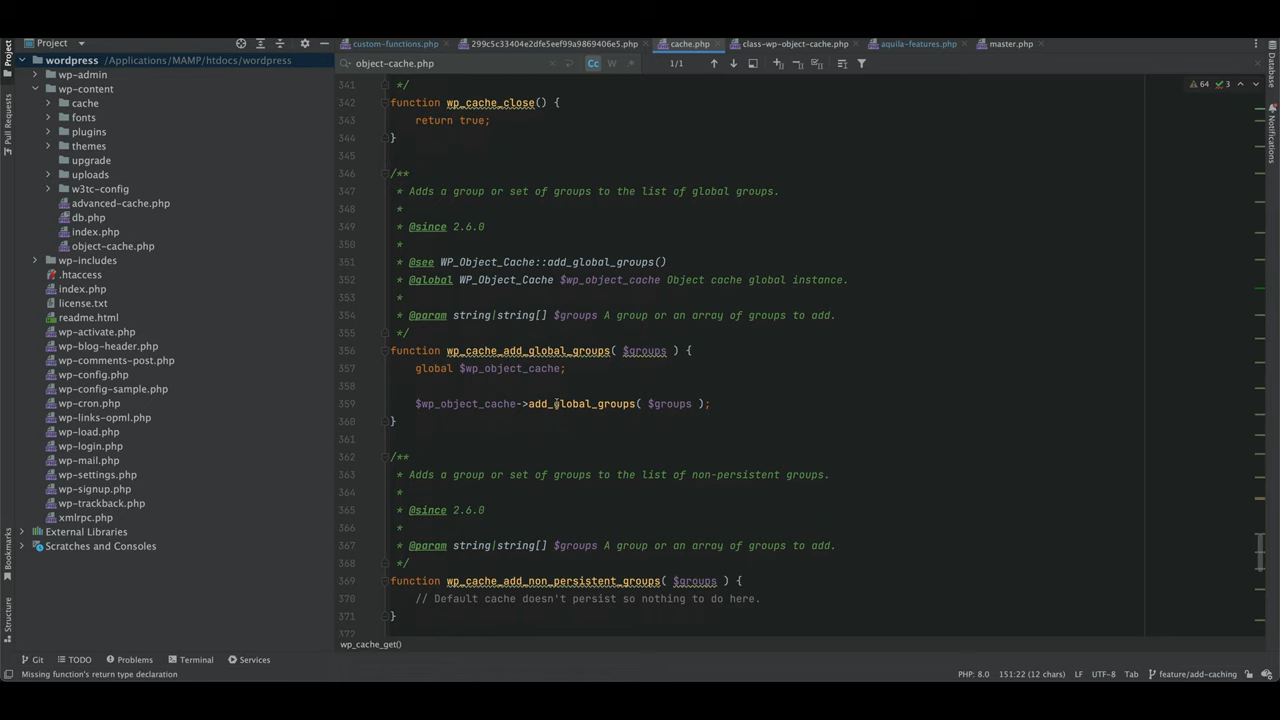 Project
custom-functions.php
299c5c33404e2dfe5eef99a9869406e5.php
cache.php
class-wp-object-cache.php
aquila-features.php
master.php
object-cache.php
Cc
W
1/1
wordpress /Applications/MAMP/htdocs/wordpress
wp-admin
wp-content
cache
fonts
plugins
themes
upgrade
uploads
w3tc-config
advanced-cache.php
db.php
index.php
object-cache.php
wp-includes
.htaccess
index.php
license.txt
readme.html
wp-activate.php
wp-blog-header.php
wp-comments-post.php
wp-config.php
wp-config-sample.php
wp-cron.php
wp-links-opml.php
wp-load.php
wp-login.php
wp-mail.php
wp-settings.php
wp-signup.php
wp-trackback.php
xmlrpc.php
External Libraries
Scratches and Consoles
64 3
341 */
342 function wp_cache_close() {
343 return true;
344 }
345
346 /**
347 * Adds a group or set of groups to the list of global groups.
348 *
349 * @since 2.6.0
350 *
351 * @see WP_Object_Cache::add_global_groups()
352 * @global WP_Object_Cache $wp_object_cache Object cache global instance.
353 *
354 * @param string|string[] $groups A group or an array of groups to add.
355 */
356 function wp_cache_add_global_groups( $groups ) {
357 global $wp_object_cache;
358
359 $wp_object_cache->add_global_groups( $groups );
360 }
361
362 /**
363 * Adds a group or set of groups to the list of non-persistent groups.
364 *
365 * @since 2.6.0
366 *
367 * @param string|string[] $groups A group or an array of groups to add.
368 */
369 function wp_cache_add_non_persistent_groups( $groups ) {
370 // Default cache doesn't persist so nothing to do here.
371 }
372
wp_cache_get()
Project
Pull Requests
Bookmarks
Structure
Database
Notifications
Git
TODO
Problems
Terminal
Services
Missing function's return type declaration
PHP: 8.0
151:22 (12 chars)
LF
UTF-8
Tab
feature/add-caching